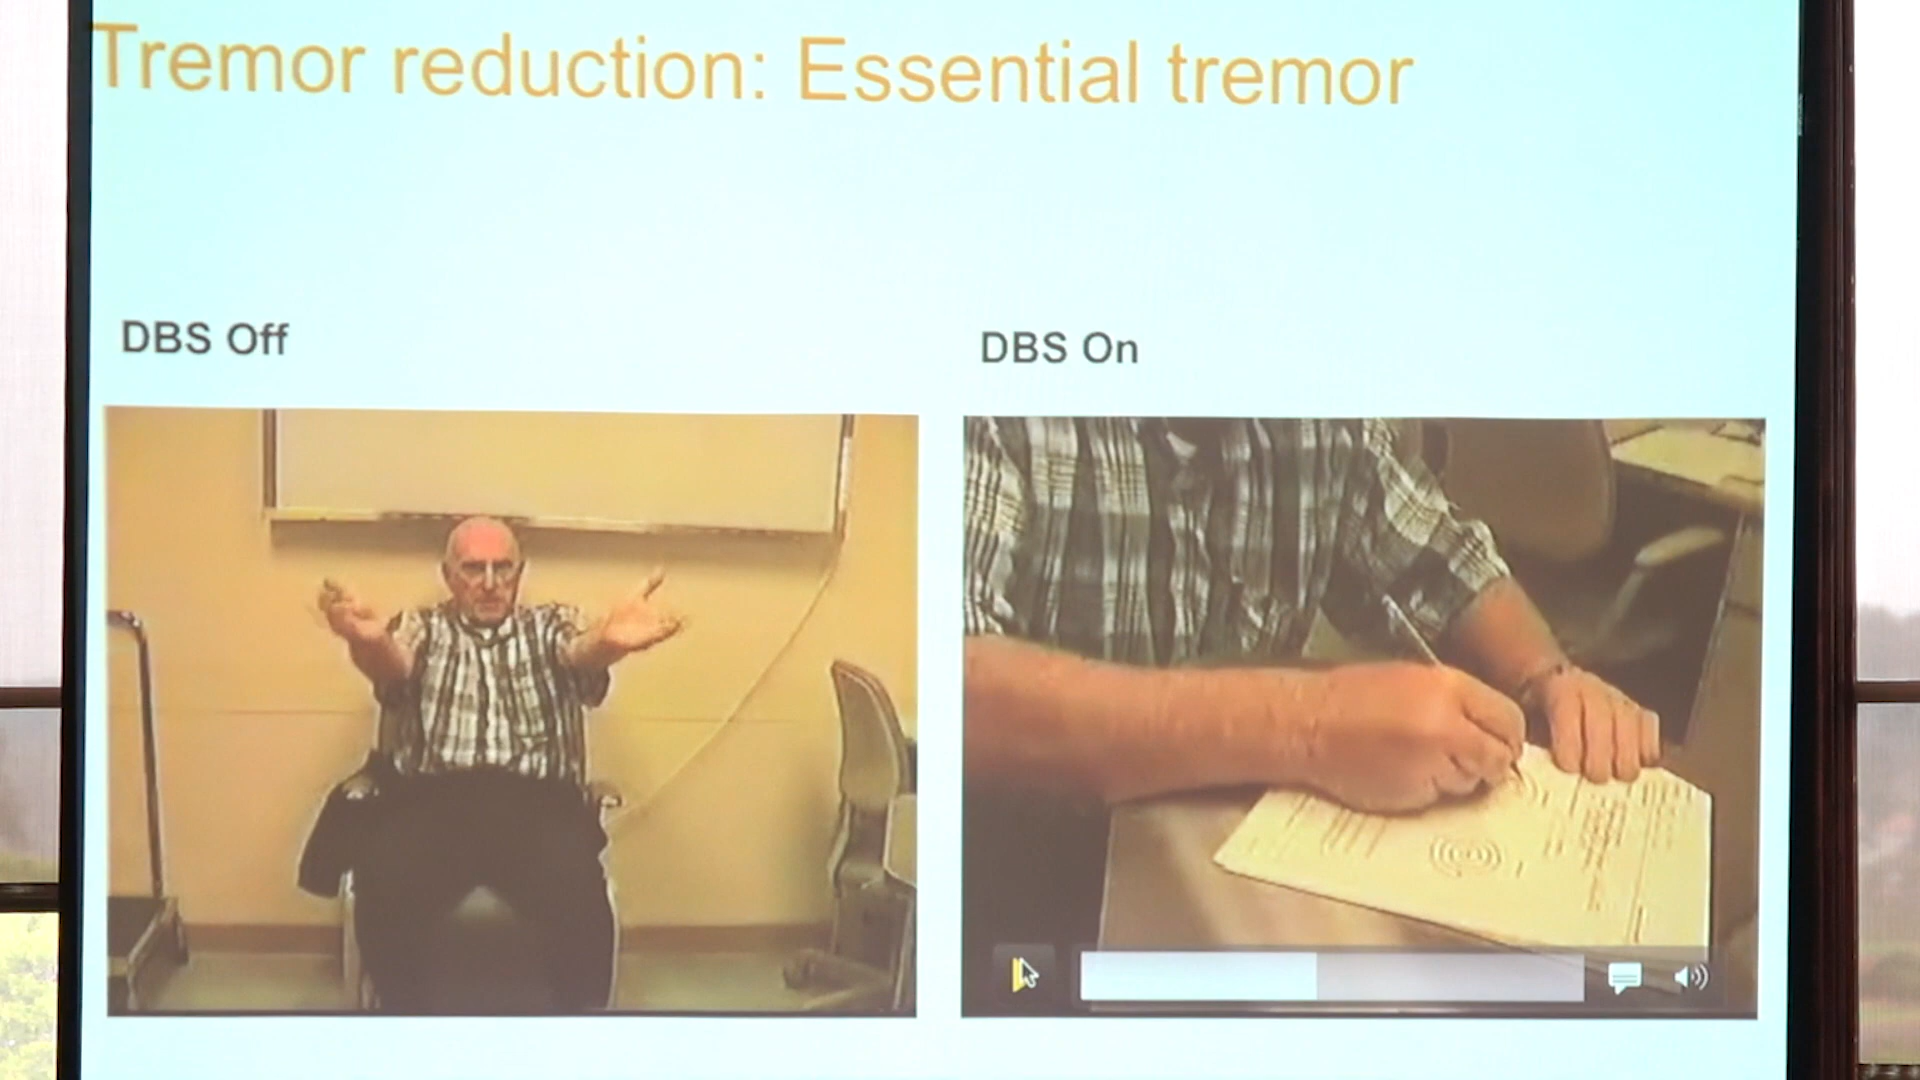 Tremor reduction: Essential tremor
DBS Off
DBS On